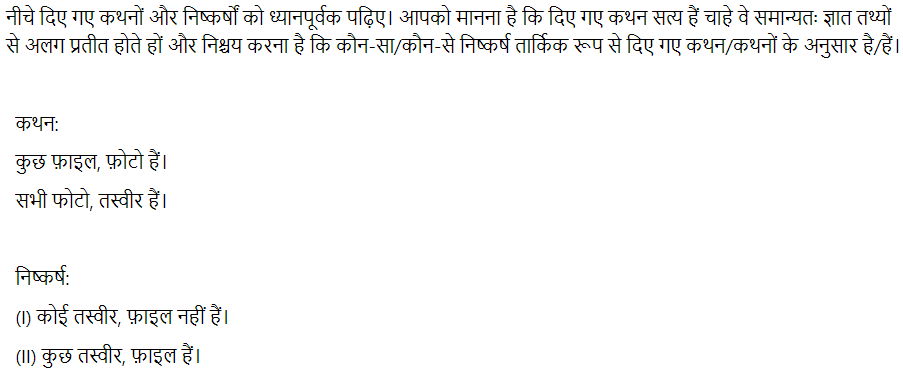 नीचे दिए गए कथनों और निष्कर्षों को ध्यानपूर्वक पढ़िए। आपको मानना है कि दिए गए कथन सत्य हैं चाहे वे समान्यतः ज्ञात तथ्यों
से अलग प्रतीत होते हों और निश्चय करना है कि कौन-सा/कौन-से निष्कर्ष तार्किक रूप से दिए गए कथन/कथनों के अनुसार है/हैं।
कथन:
कुछ फ़ाइल, फ़ोटो हैं।
सभी फोटो, तस्वीर हैं।
निष्कर्ष:
(I) कोई तस्वीर, फ़ाइल नहीं हैं।
(II) कुछ तस्वीर, फ़ाइल हैं।